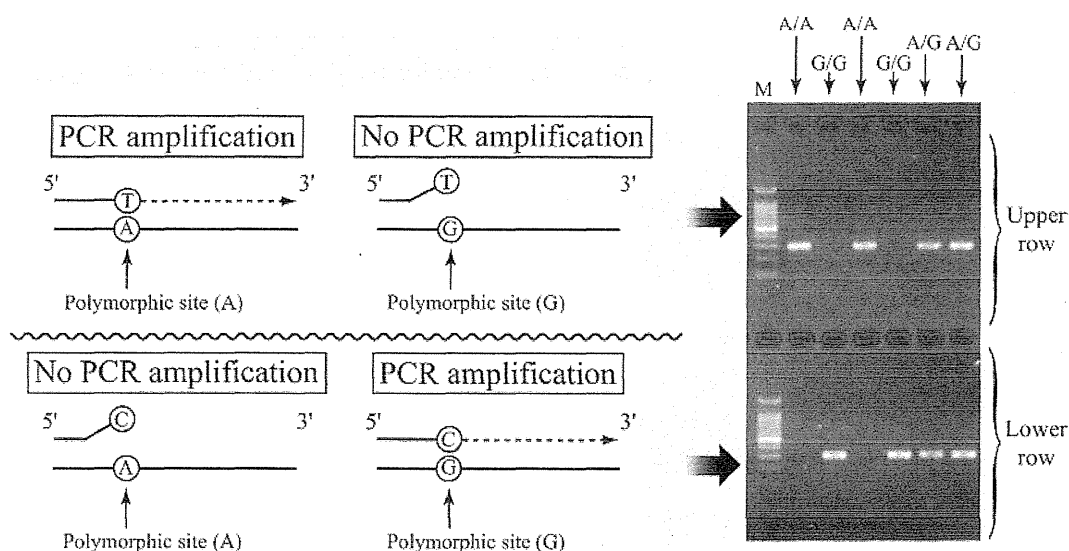 PCR amplification
No PCR amplification
5' 3'
T
A
Polymorphic site (A)
5' 3'
T
G
Polymorphic site (G)
No PCR amplification
PCR amplification
5' 3'
C
A
Polymorphic site (A)
5' 3'
C
G
Polymorphic site (G)
A/A A/A
G/G G/G A/G A/G
M
Upper
row
Lower
row